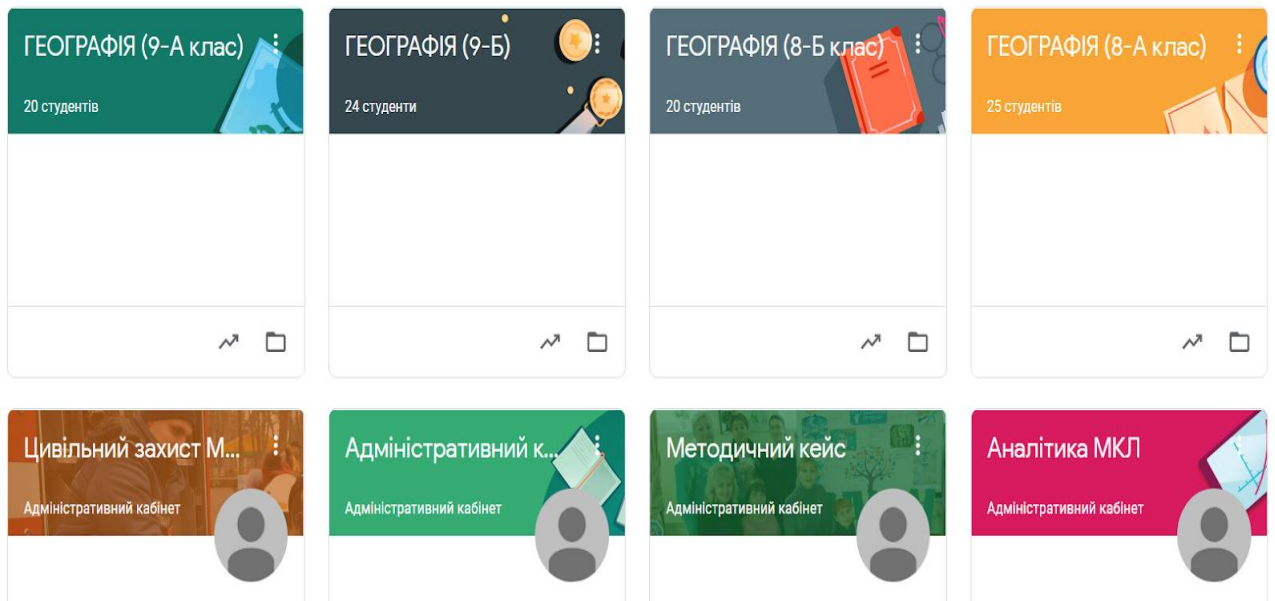 ГЕОГРАФІЯ (9-А клас)
20 студентів
ГЕОГРАФІЯ (9-Б)
24 студенти
ГЕОГРАФІЯ (8-Б клас)
20 студентів
ГЕОГРАФІЯ (8-А клас)
25 студентів
Цивільний захист М...
Адміністративний кабінет
Адміністративний к...
Адміністративний кабінет
Методичний кейс
Адміністративний кабінет
Аналітика МКЛ
Адміністративний кабінет